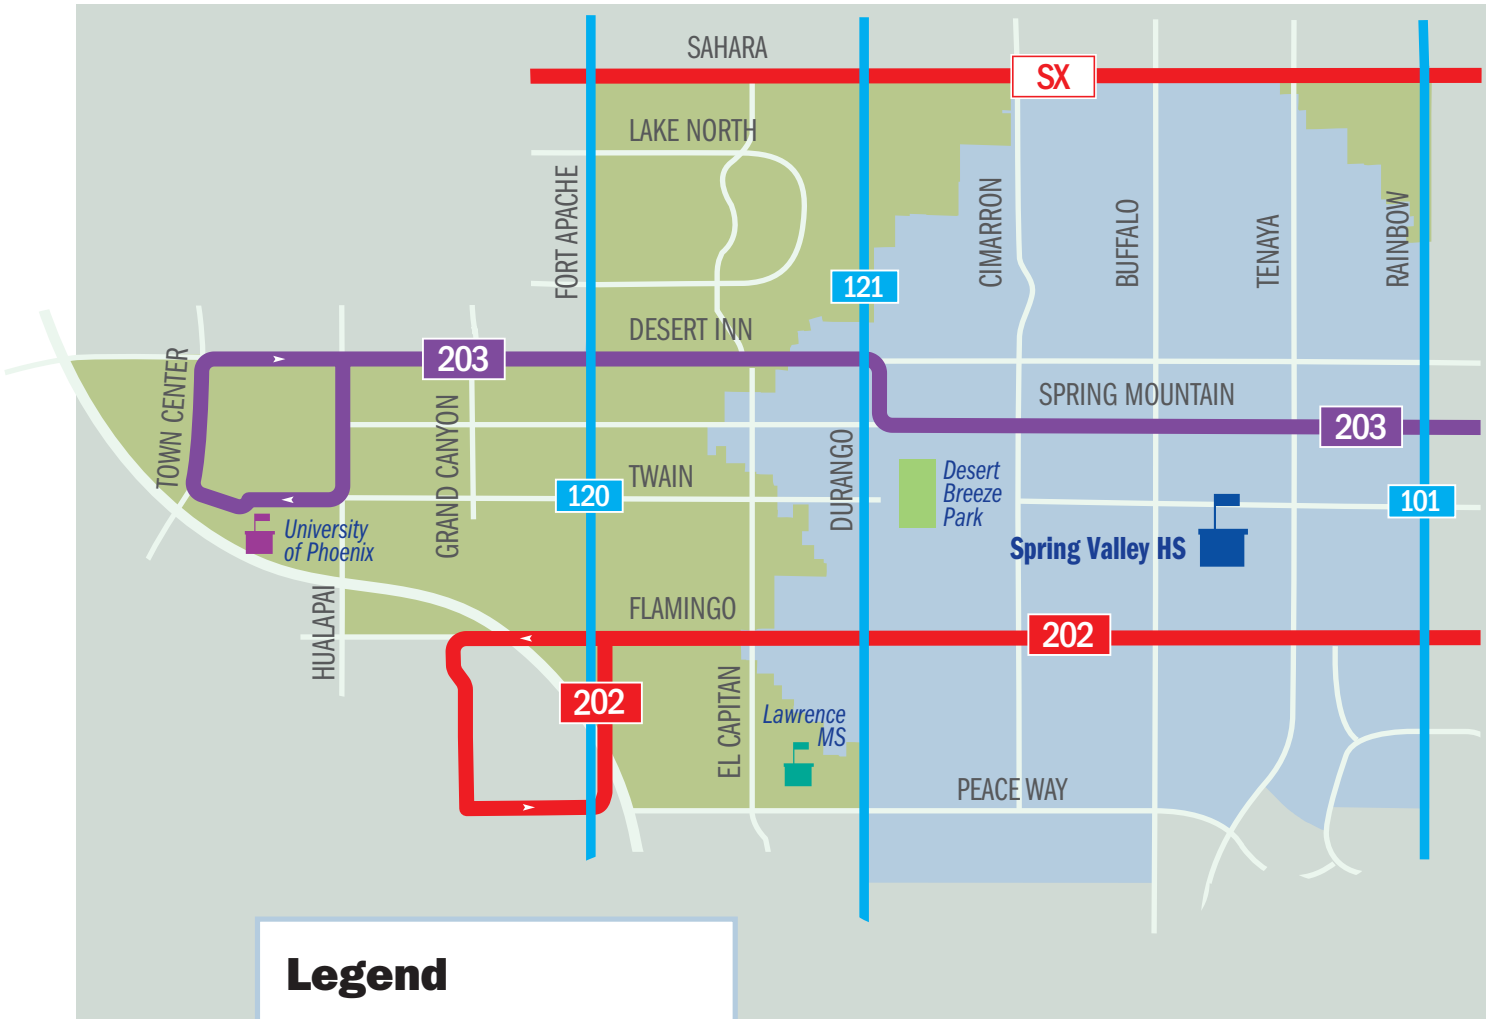 SAHARA
SX
LAKE NORTH
FORT APACHE
CIMARRON
BUFFALO
TENAYA
RAINBOW
121
DESERT INN
203
TOWN CENTER
SPRING MOUNTAIN
203
GRAND CANYON
DURANGO
TWAIN
120
Desert
Breeze
Park
101
University
of Phoenix
Spring Valley HS
HUALAPAI
FLAMINGO
202
202
EL CAPITAN
Lawrence
MS
PEACE WAY
Legend